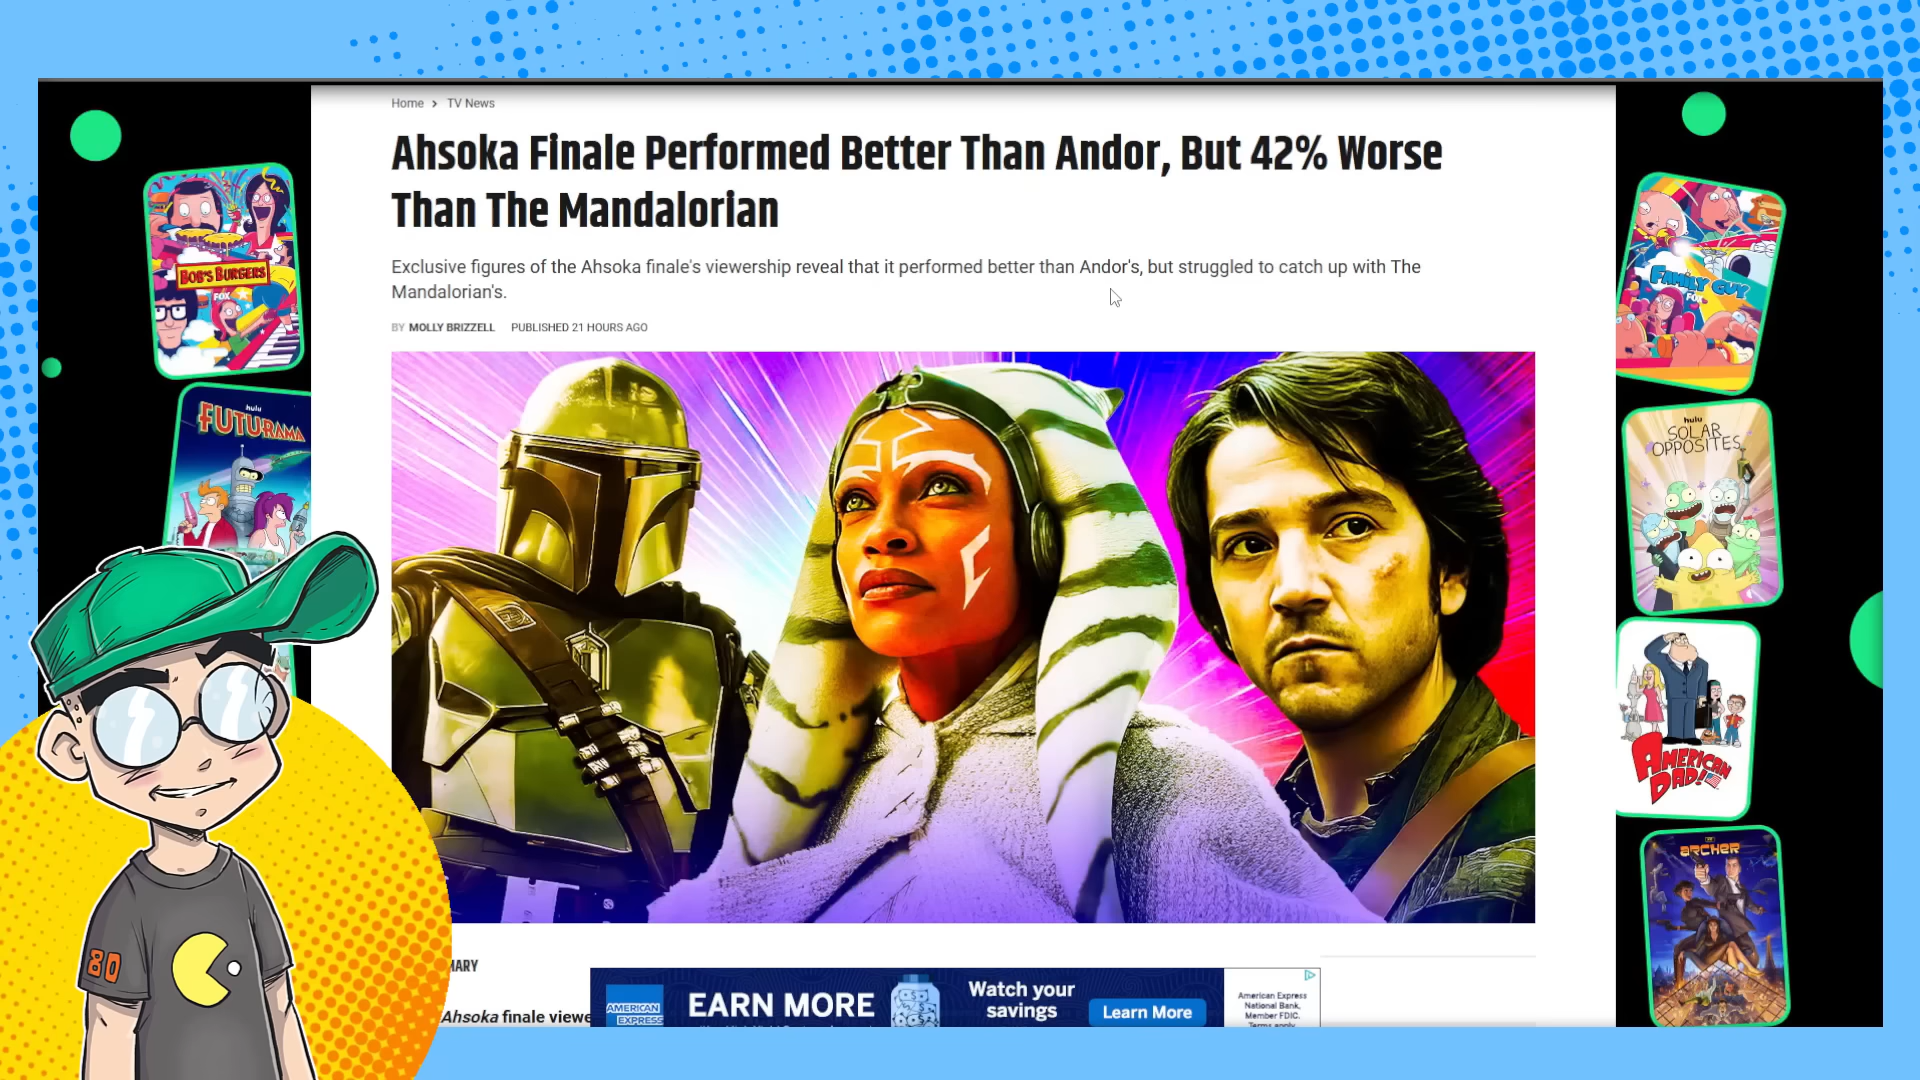 Home > TV News
Ahsoka Finale Performed Better Than Andor, But 42% Worse
Than The Mandalorian
Exclusive figures of the Ahsoka finale's viewership reveal that it performed better than Andor's, but struggled to catch up with The
Mandalorian's.
BY MOLLY BRIZZELL PUBLISHED 21 HOURS AGO
BOB'S BURGERS
FOX
hulu
FUTURAMA
FAMILY GUY
FOX
hulu
SOLAR
OPPOSITES
AMERICAN
DAD!
ARCHER
80
MARY
Ahsoka finale viewe
AMERICAN
EXPRESS
EARN MORE
Watch your
savings
Learn More
American Express
National Bank,
Member FDIC.
Terms apply